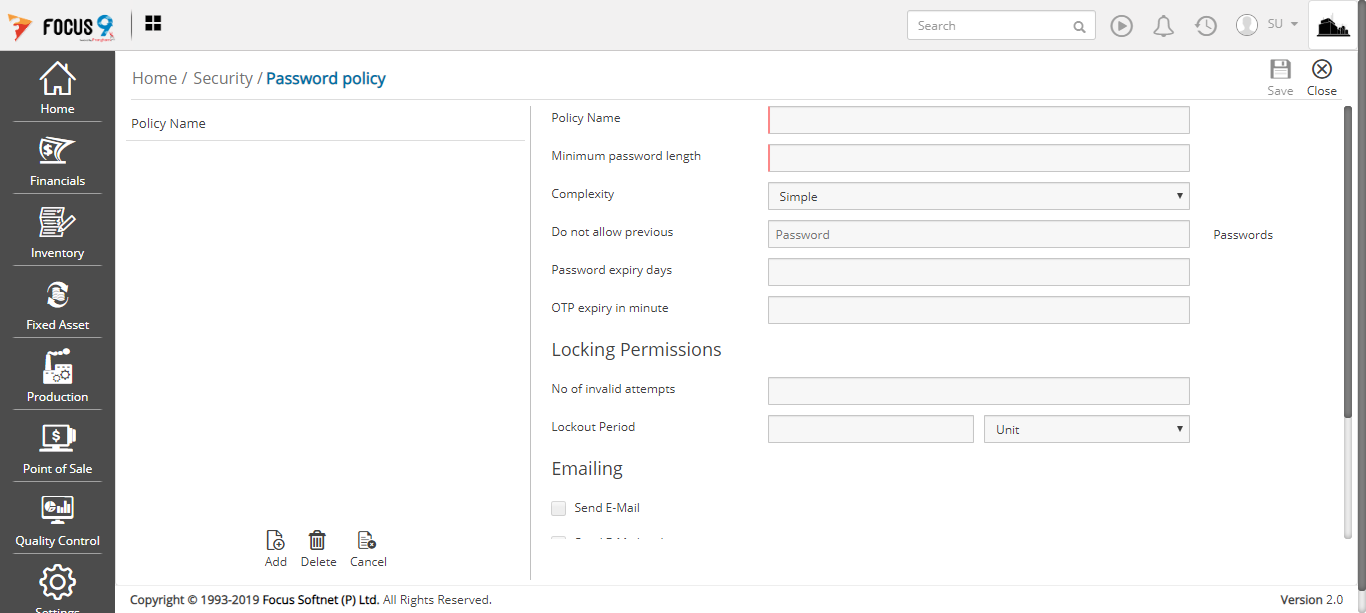 FOCUS 9
Search
SU
Home / Security / Password policy
Save
Close
Home
Financials
Inventory
Fixed Asset
Production
Point of Sale
Quality Control
Settings
Policy Name
Add
Delete
Cancel
Policy Name
Minimum password length
Complexity
Simple
Do not allow previous
Password
Passwords
Password expiry days
OTP expiry in minute
Locking Permissions
No of invalid attempts
Lockout Period
Unit
Emailing
Send E-Mail
Copyright © 1993-2019 Focus Softnet (P) Ltd. All Rights Reserved.
Version 2.0